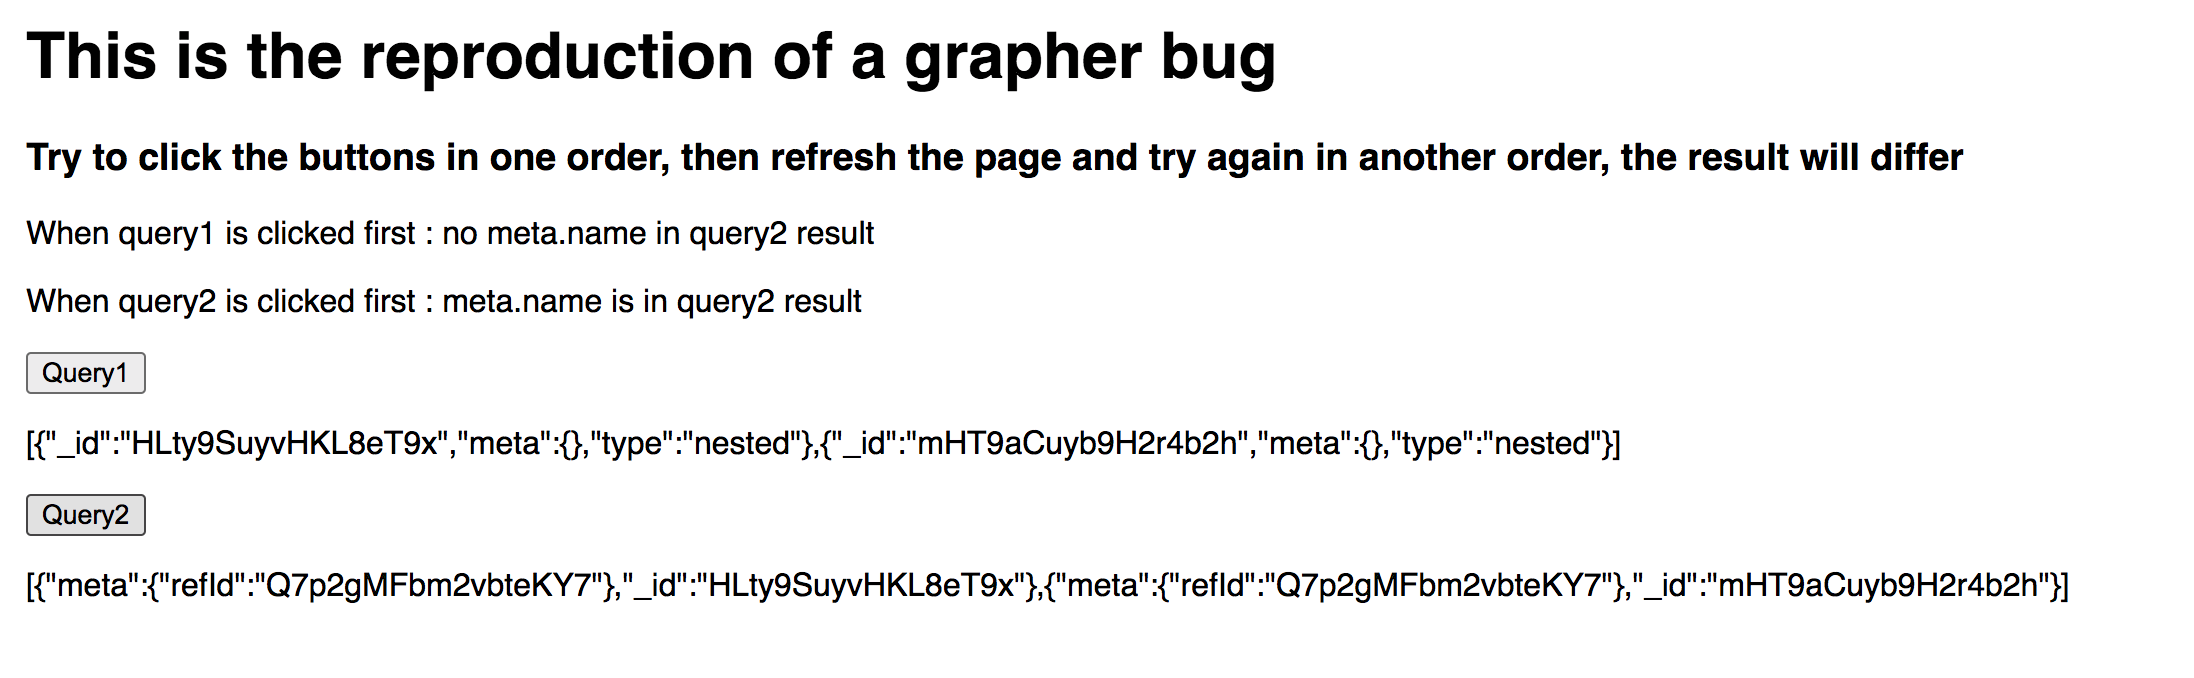 This is the reproduction of a grapher bug
Try to click the buttons in one order, then refresh the page and try again in another order, the result will differ
When query1 is clicked first : no meta.name in query2 result
When query2 is clicked first : meta.name is in query2 result
Query1
[{"_id":"HLty9SuyvHKL8eT9x","meta":{},"type":"nested"},{"_id":"mHT9aCuyb9H2r4b2h","meta":{},"type":"nested"}]
Query2
[{"meta":{"refId":"Q7p2gMFbm2vbteKY7"},"_id":"HLty9SuyvHKL8eT9x"},{"meta":{"refId":"Q7p2gMFbm2vbteKY7"},"_id":"mHT9aCuyb9H2r4b2h"}]